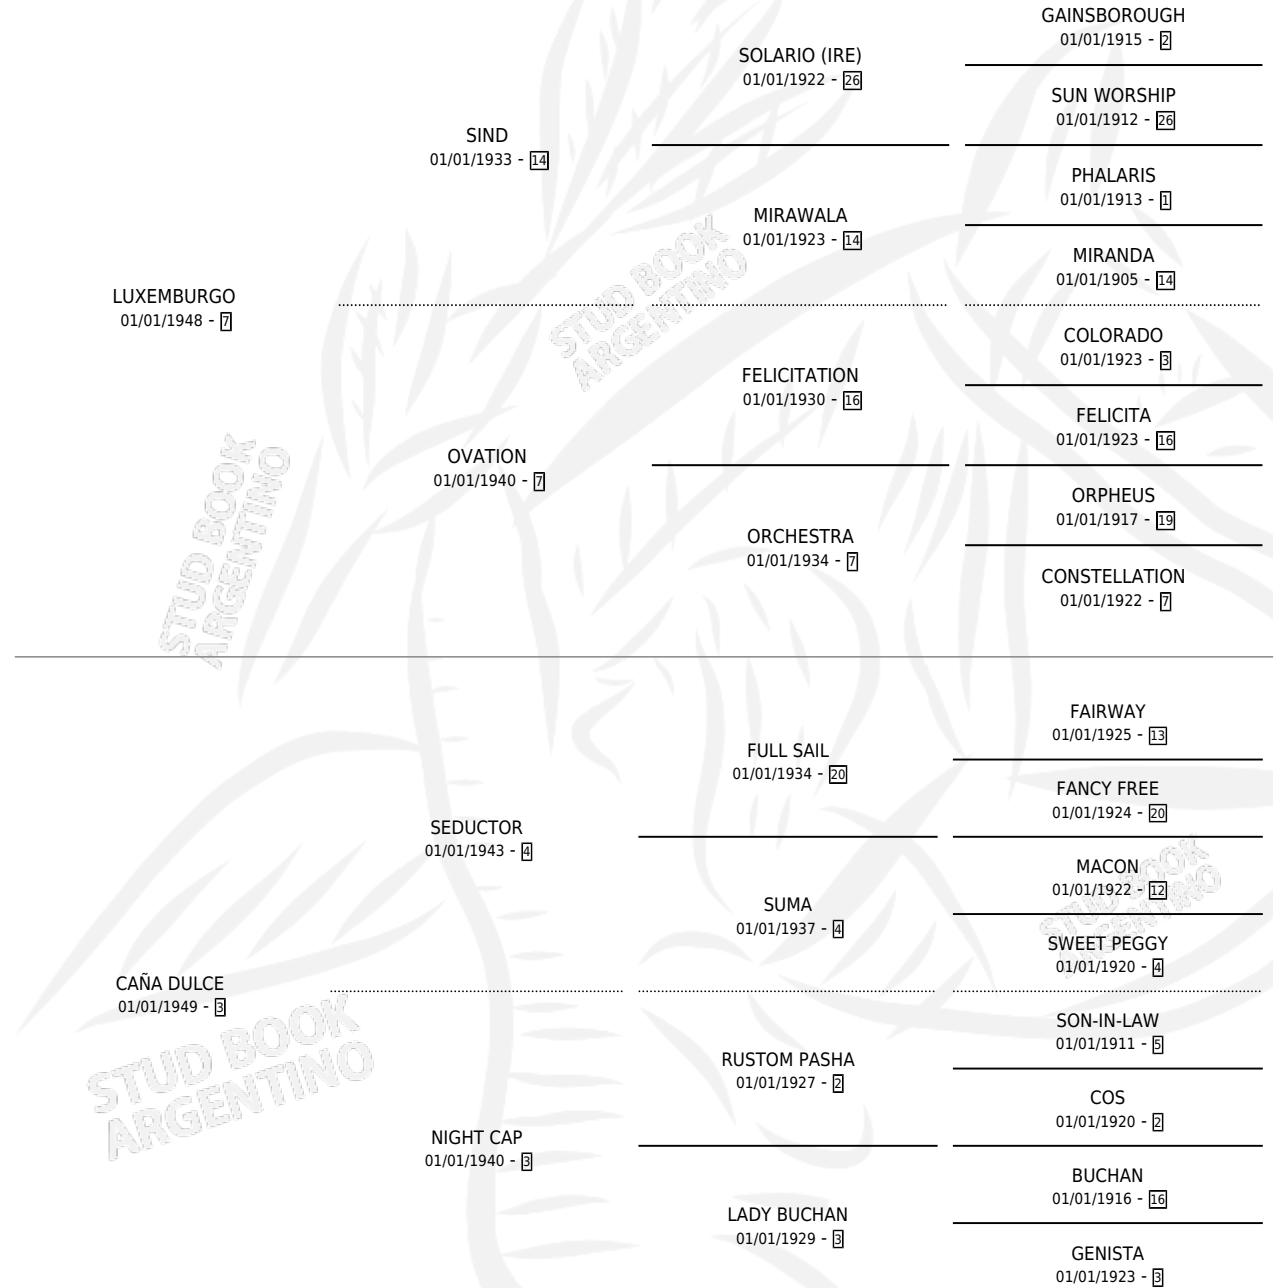 GAINSBOROUGH
01/01/1915 - 2
SOLARIO (IRE)
01/01/1922 - 26
SUN WORSHIP
01/01/1912 - 26
SIND
01/01/1933 - 14
PHALARIS
01/01/1913 - 1
MIRAWALA
01/01/1923 - 14
MIRANDA
01/01/1905 - 14
LUXEMBURGO
01/01/1948 - 7
COLORADO
01/01/1923 - 3
FELICITATION
01/01/1930 - 16
FELICITA
01/01/1923 - 16
OVATION
01/01/1940 - 7
ORPHEUS
01/01/1917 - 19
ORCHESTRA
01/01/1934 - 7
CONSTELLATION
01/01/1922 - 7
STUD BOOK
ARGENTINO
STUD BOOK
ARGENTINO
FAIRWAY
01/01/1925 - 13
FULL SAIL
01/01/1934 - 20
FANCY FREE
01/01/1924 - 20
SEDUCTOR
01/01/1943 - 4
MACON
01/01/1922 - 12
SUMA
01/01/1937 - 4
SWEET PEGGY
01/01/1920 - 4
STUD BOOK
ARGENTINO
CAÑA DULCE
01/01/1949 - 3
SON-IN-LAW
01/01/1911 - 5
RUSTOM PASHA
01/01/1927 - 2
COS
01/01/1920 - 2
NIGHT CAP
01/01/1940 - 3
BUCHAN
01/01/1916 - 16
LADY BUCHAN
01/01/1929 - 3
GENISTA
01/01/1923 - 3
STUD BOOK
ARGENTINO